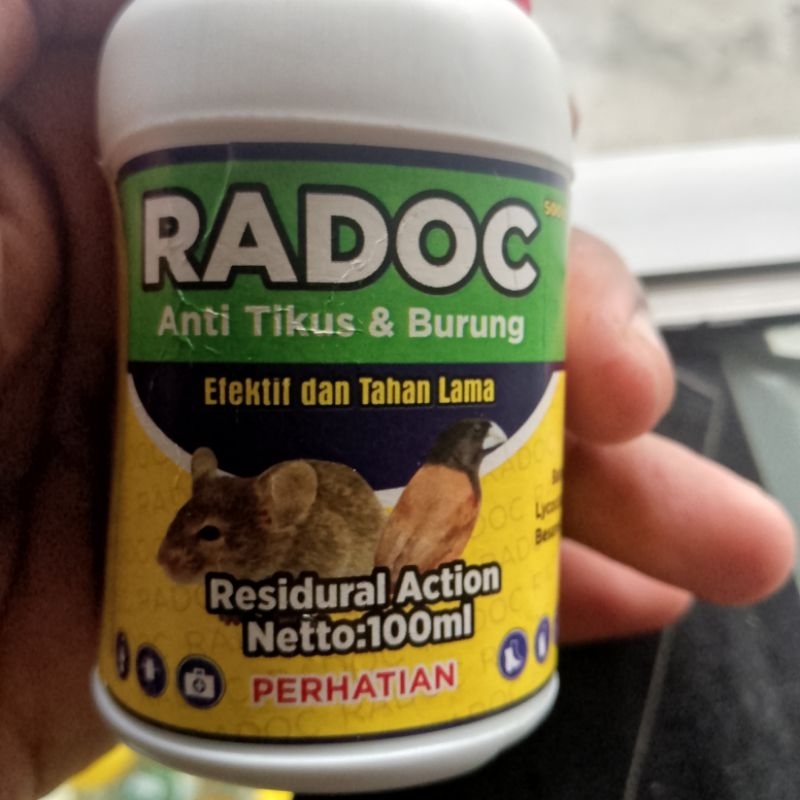 RADOC
Anti Tikus & Burung
Efektif dan Tahan Lama
Residural Action
Netto:100ml
PERHATIAN